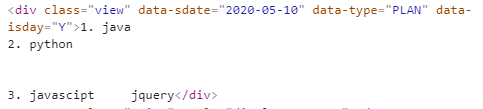 <div class="view" data-sdate="2020-05-10" data-type="PLAN" data-
isday="Y">1. java
2. python
3. javascipt     jquery</div>